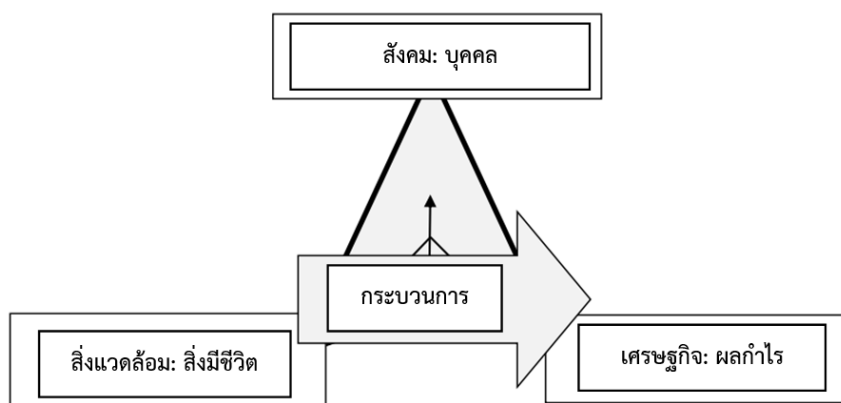 สังคม: บุคคล
กระบวนการ
สิ่งแวดล้อม: สิ่งมีชีวิต
เศรษฐกิจ: ผลกำไร